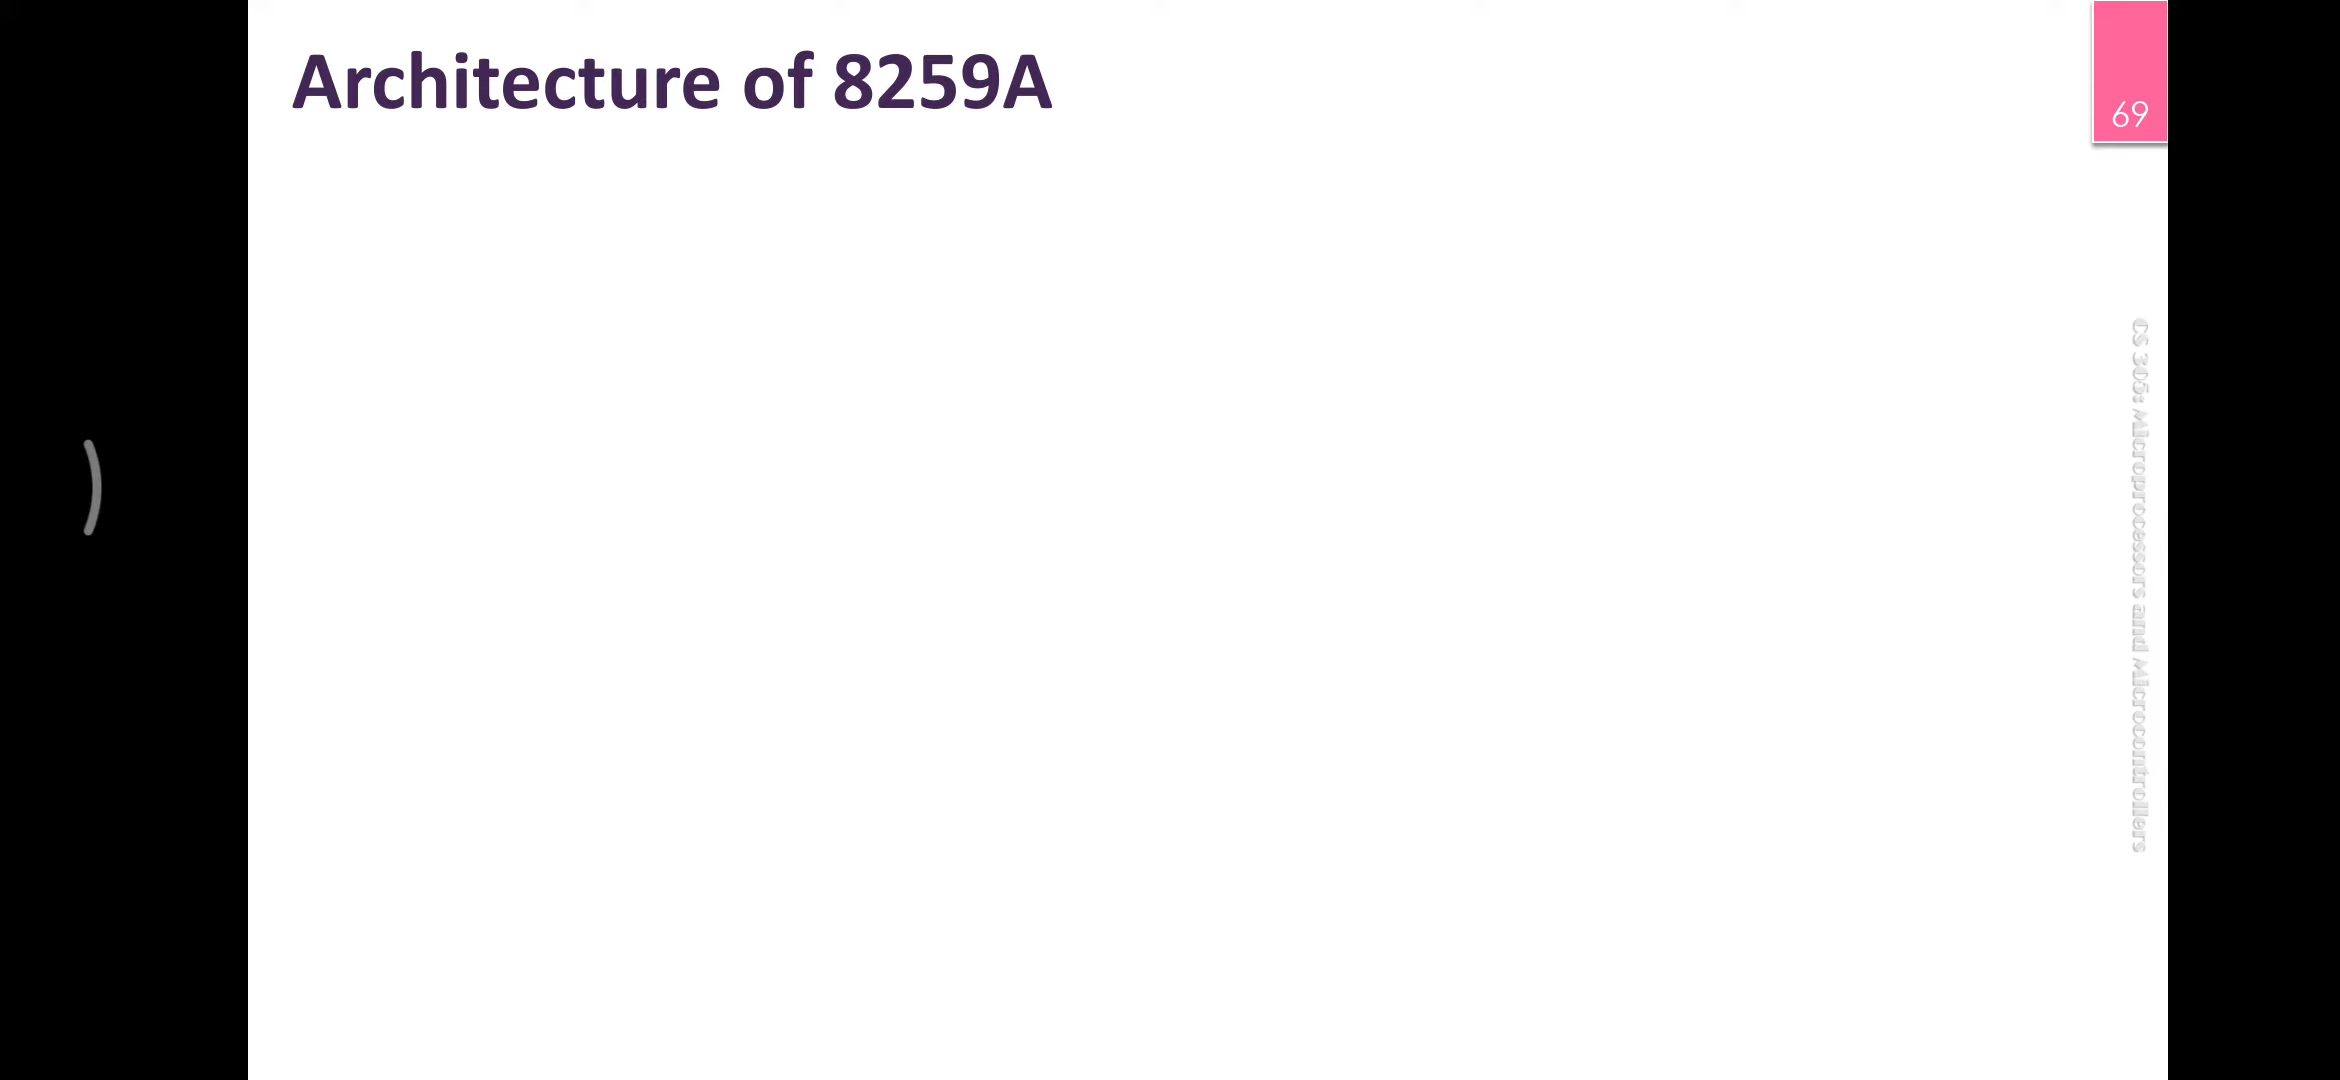 Architecture of 8259A
69
CS 305: Microprocessors and Microcontrollers